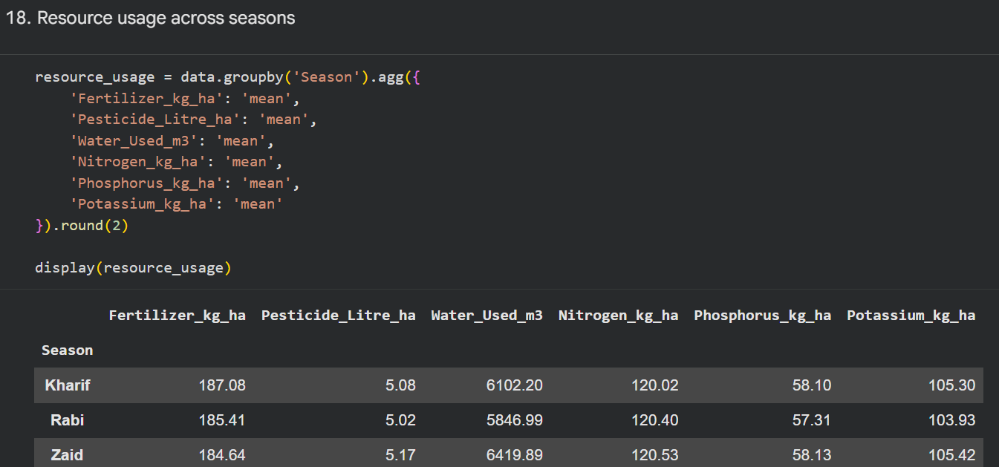 18. Resource usage across seasons
resource_usage = data.groupby('Season').agg({
    'Fertilizer_kg_ha': 'mean',
    'Pesticide_Litre_ha': 'mean',
    'Water_Used_m3': 'mean',
    'Nitrogen_kg_ha': 'mean',
    'Phosphorus_kg_ha': 'mean',
    'Potassium_kg_ha': 'mean'
}).round(2)
display(resource_usage)
Fertilizer_kg_ha Pesticide_Litre_ha Water_Used_m3 Nitrogen_kg_ha Phosphorus_kg_ha Potassium_kg_ha
Season
Kharif 187.08 5.08 6102.20 120.02 58.10 105.30
Rabi 185.41 5.02 5846.99 120.40 57.31 103.93
Zaid 184.64 5.17 6419.89 120.53 58.13 105.42